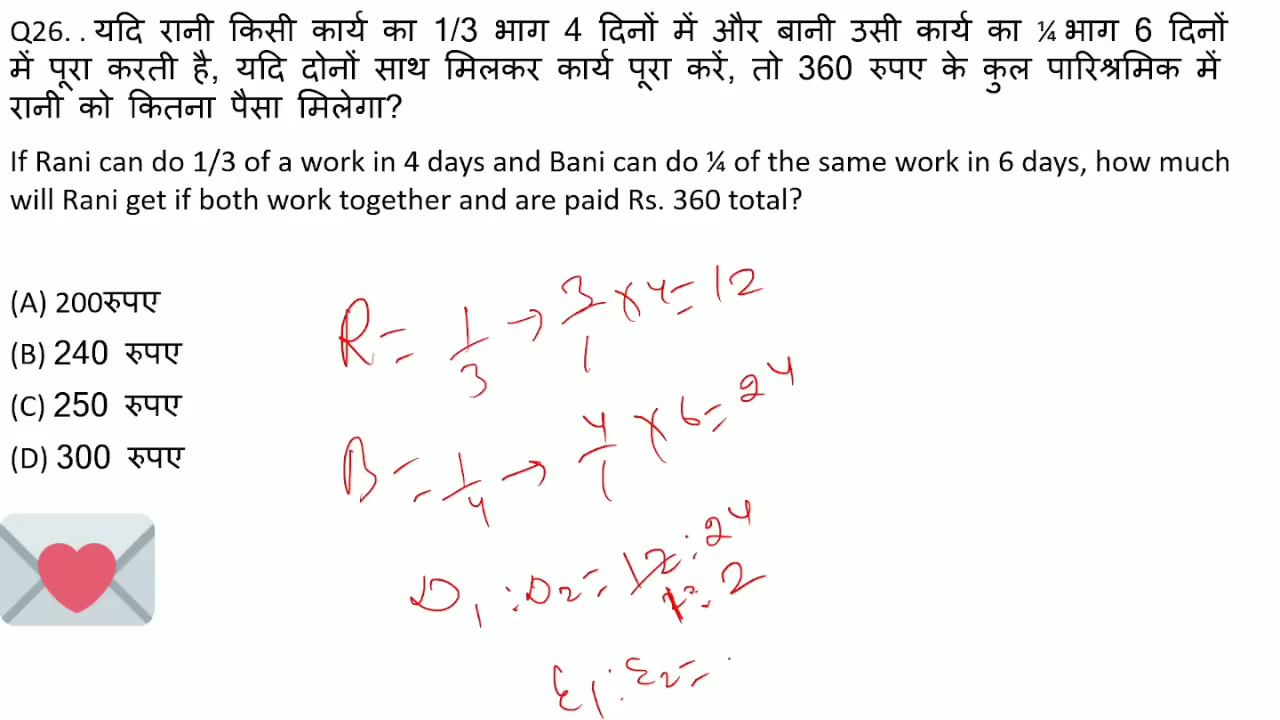 Q26. . यदि रानी किसी कार्य का 1/3 भाग 4 दिनों में और बानी उसी कार्य का ¼ भाग 6 दिनों
में पूरा करती है, यदि दोनों साथ मिलकर कार्य पूरा करें, तो 360 रुपए के कुल पारिश्रमिक में
रानी को कितना पैसा मिलेगा?
If Rani can do 1/3 of a work in 4 days and Bani can do ¼ of the same work in 6 days, how much
will Rani get if both work together and are paid Rs. 360 total?
(A) 200रुपए
(B) 240 रुपए
(C) 250 रुपए
(D) 300 रुपए
R = 1/3 → 3/1 × 4 = 12
B = 1/4 → 4/1 × 6 = 24
D1 : D2 = 12 : 24
1 : 2
E1 : E2 =